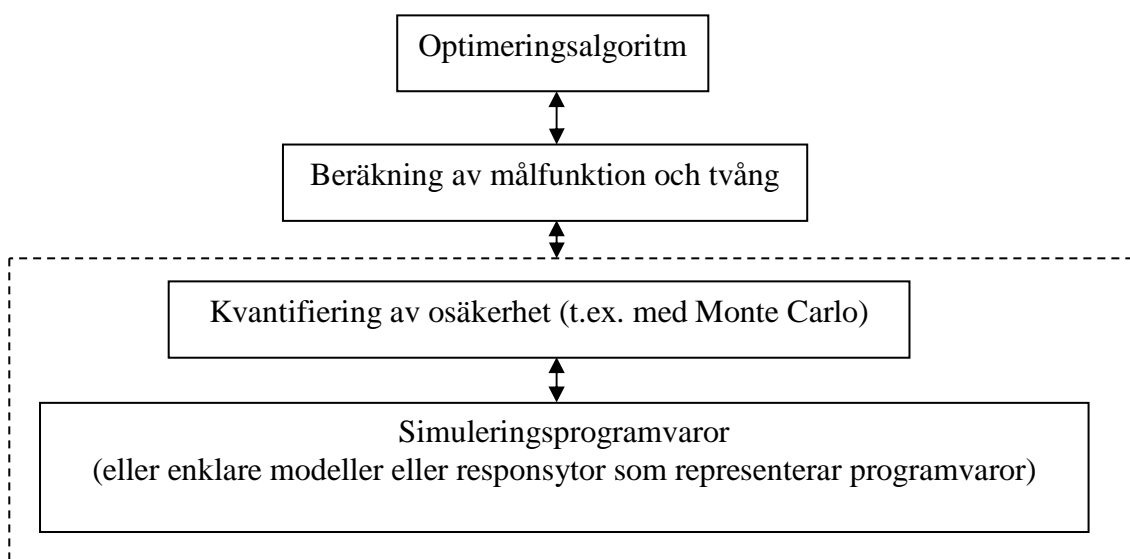 Optimeringsalgoritm
Beräkning av målfunktion och tvång
Kvantifiering av osäkerhet (t.ex. med Monte Carlo)
Simuleringsprogramvaror
(eller enklare modeller eller responsytor som representerar programvaror)